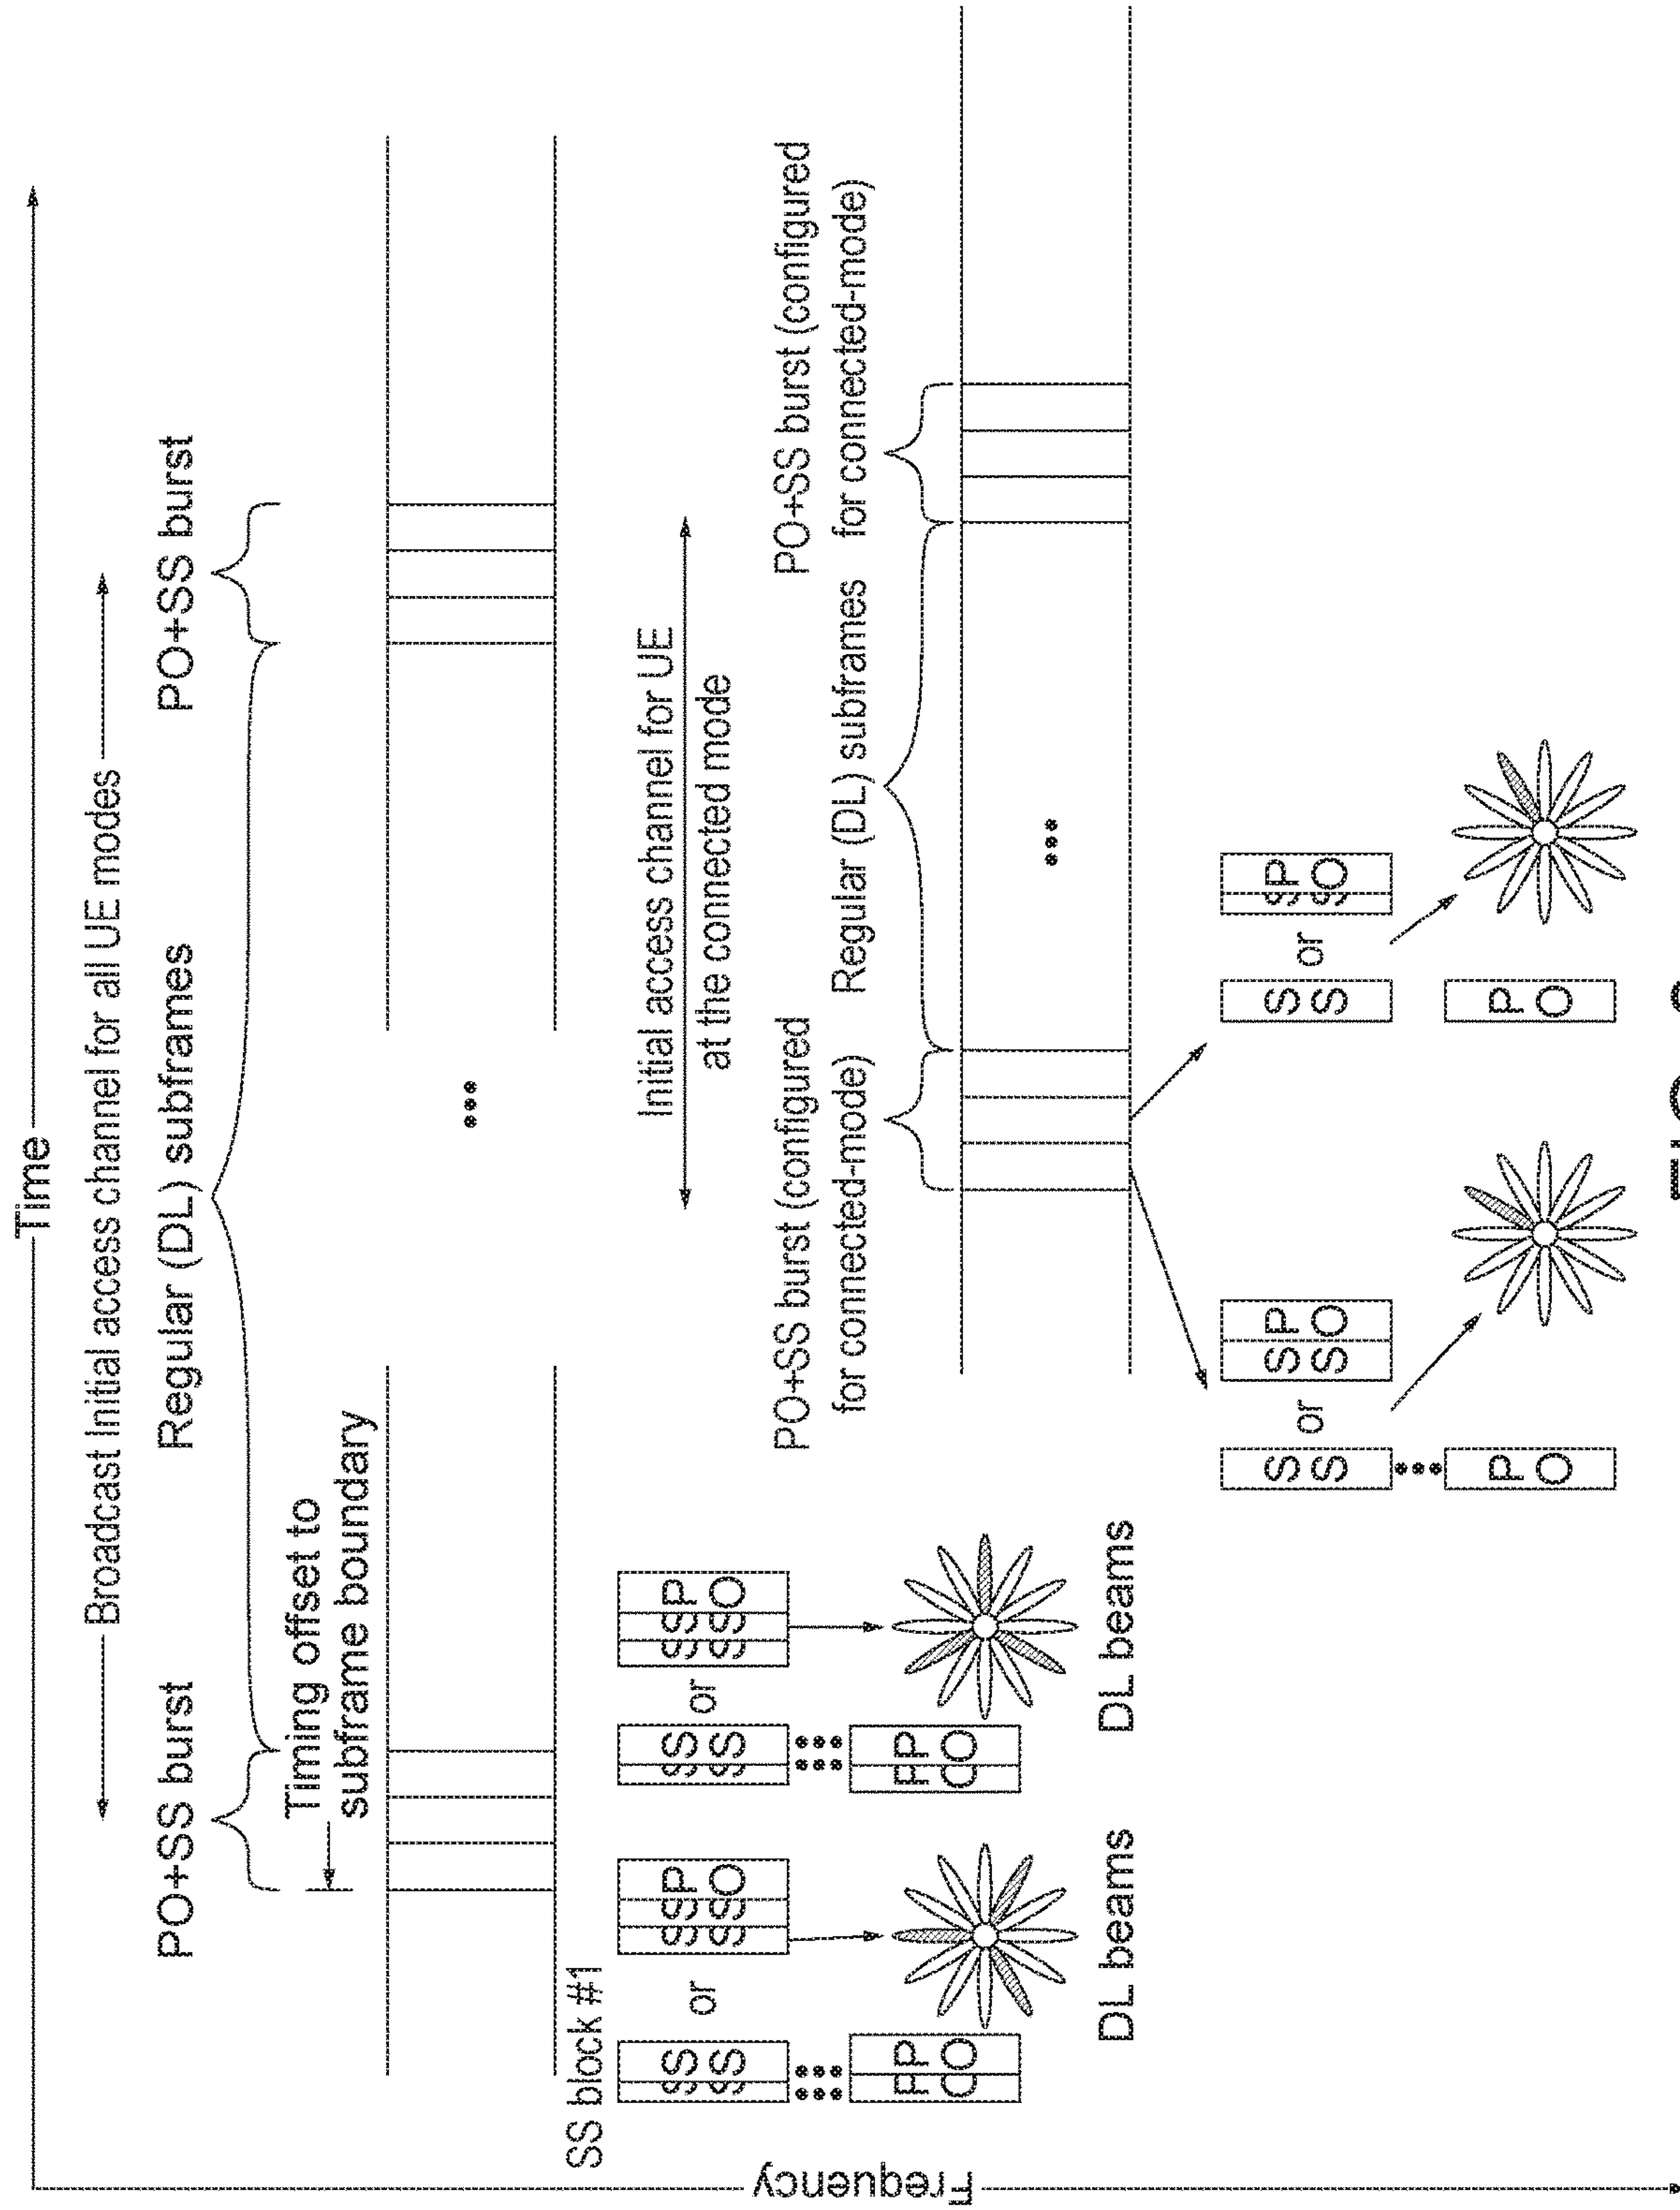 Time
Broadcast Initial access channel for all UE modes
PO+SS burst
Regular (DL) subframes
PO+SS burst
Timing offset to
subframe boundary
Frequency
SS block #1
SS
SS
or
SSP
SSO
PP
CO
DL beams
SS
SS
or
SSP
SSO
PP
CO
DL beams
Initial access channel for UE
at the connected mode
PO+SS burst (configured
for connected-mode)
Regular (DL) subframes
PO+SS burst (configured
for connected-mode)
S
S
or
SP
SO
P
O
S
S
or
SP
SO
P
O